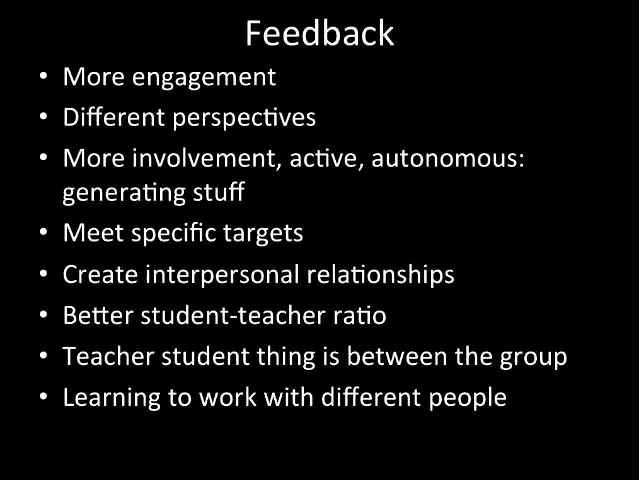 Feedback
• More engagement
• Different perspectives
• More involvement, active, autonomous:
generating stuff
• Meet specific targets
• Create interpersonal relationships
• Better student-teacher ratio
• Teacher student thing is between the group
• Learning to work with different people